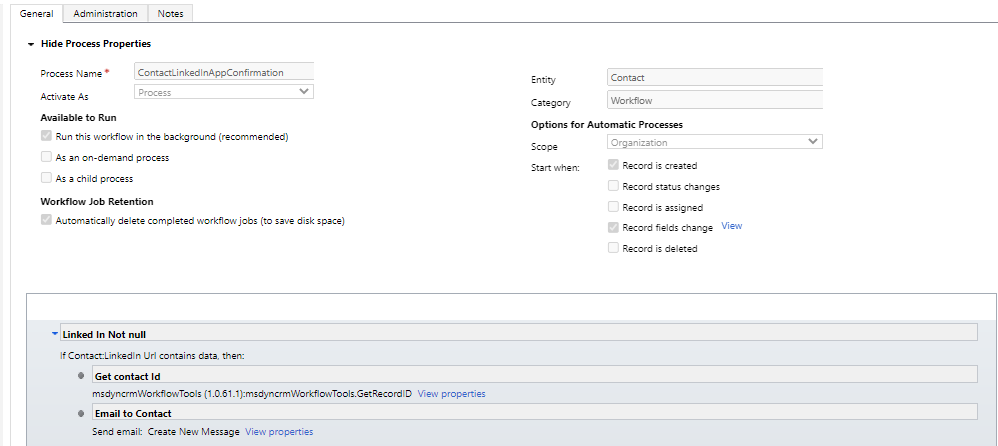 General Administration Notes
Hide Process Properties
Process Name * ContactLinkedInAppConfirmation
Activate As Process
Available to Run
Run this workflow in the background (recommended)
As an on-demand process
As a child process
Workflow Job Retention
Automatically delete completed workflow jobs (to save disk space)
Entity Contact
Category Workflow
Options for Automatic Processes
Scope Organization
Start when: Record is created
Record status changes
Record is assigned
Record fields change View
Record is deleted
Linked In Not null
If Contact:LinkedIn Url contains data, then:
Get contact Id
msdyncrmWorkflowTools (1.0.61.1):msdyncrmWorkflowTools.GetRecordID View properties
Email to Contact
Send email: Create New Message View properties